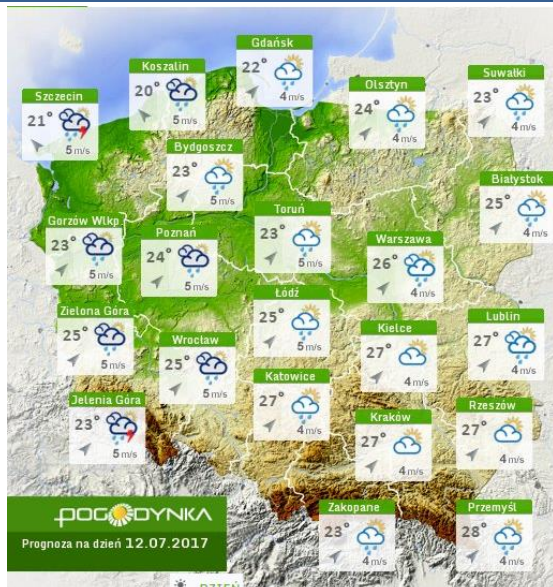 Gdańsk
22°
4 m/s
Koszalin
20°
5 m/s
Suwałki
23°
4 m/s
Olsztyn
24°
4 m/s
Szczecin
21°
5 m/s
Bydgoszcz
23°
5 m/s
Białystok
25°
4 m/s
Toruń
23°
5 m/s
Gorzów Wlkp
23°
5 m/s
Poznań
24°
5 m/s
Warszawa
26°
4 m/s
Łódź
25°
5 m/s
Zielona Góra
25°
5 m/s
Lublin
27°
4 m/s
Kielce
27°
4 m/s
Wrocław
25°
5 m/s
Katowice
27°
4 m/s
Jelenia Góra
23°
5 m/s
Rzeszów
27°
4 m/s
Kraków
27°
4 m/s
Zakopane
23°
4 m/s
Przemyśl
28°
4 m/s
POGODYNKA
Prognoza na dzień 12.07.2017
DZIEŃ